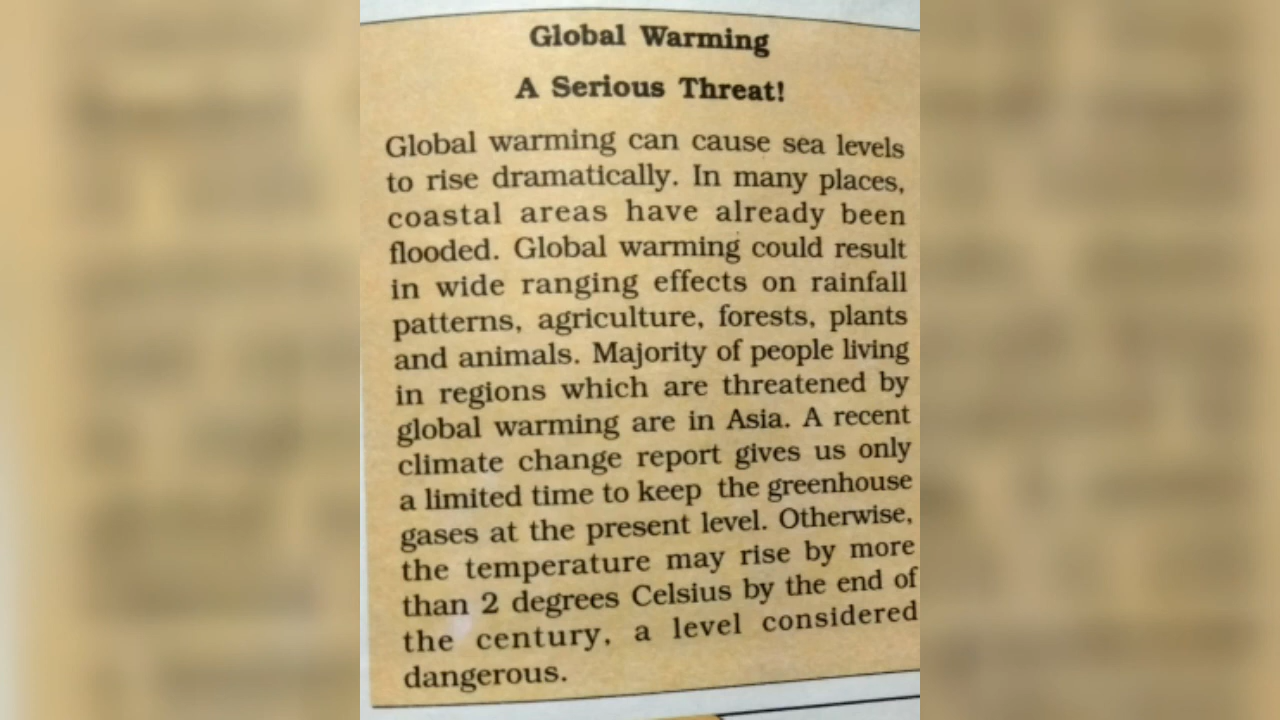 Global Warming
A Serious Threat!
Global warming can cause sea levels
to rise dramatically. In many places,
coastal areas have already been
flooded. Global warming could result
in wide ranging effects on rainfall
patterns, agriculture, forests, plants
and animals. Majority of people living
in regions which are threatened by
global warming are in Asia. A recent
climate change report gives us only
a limited time to keep the greenhouse
gases at the present level. Otherwise,
the temperature may rise by more
than 2 degrees Celsius by the end of
the century, a level considered
dangerous.